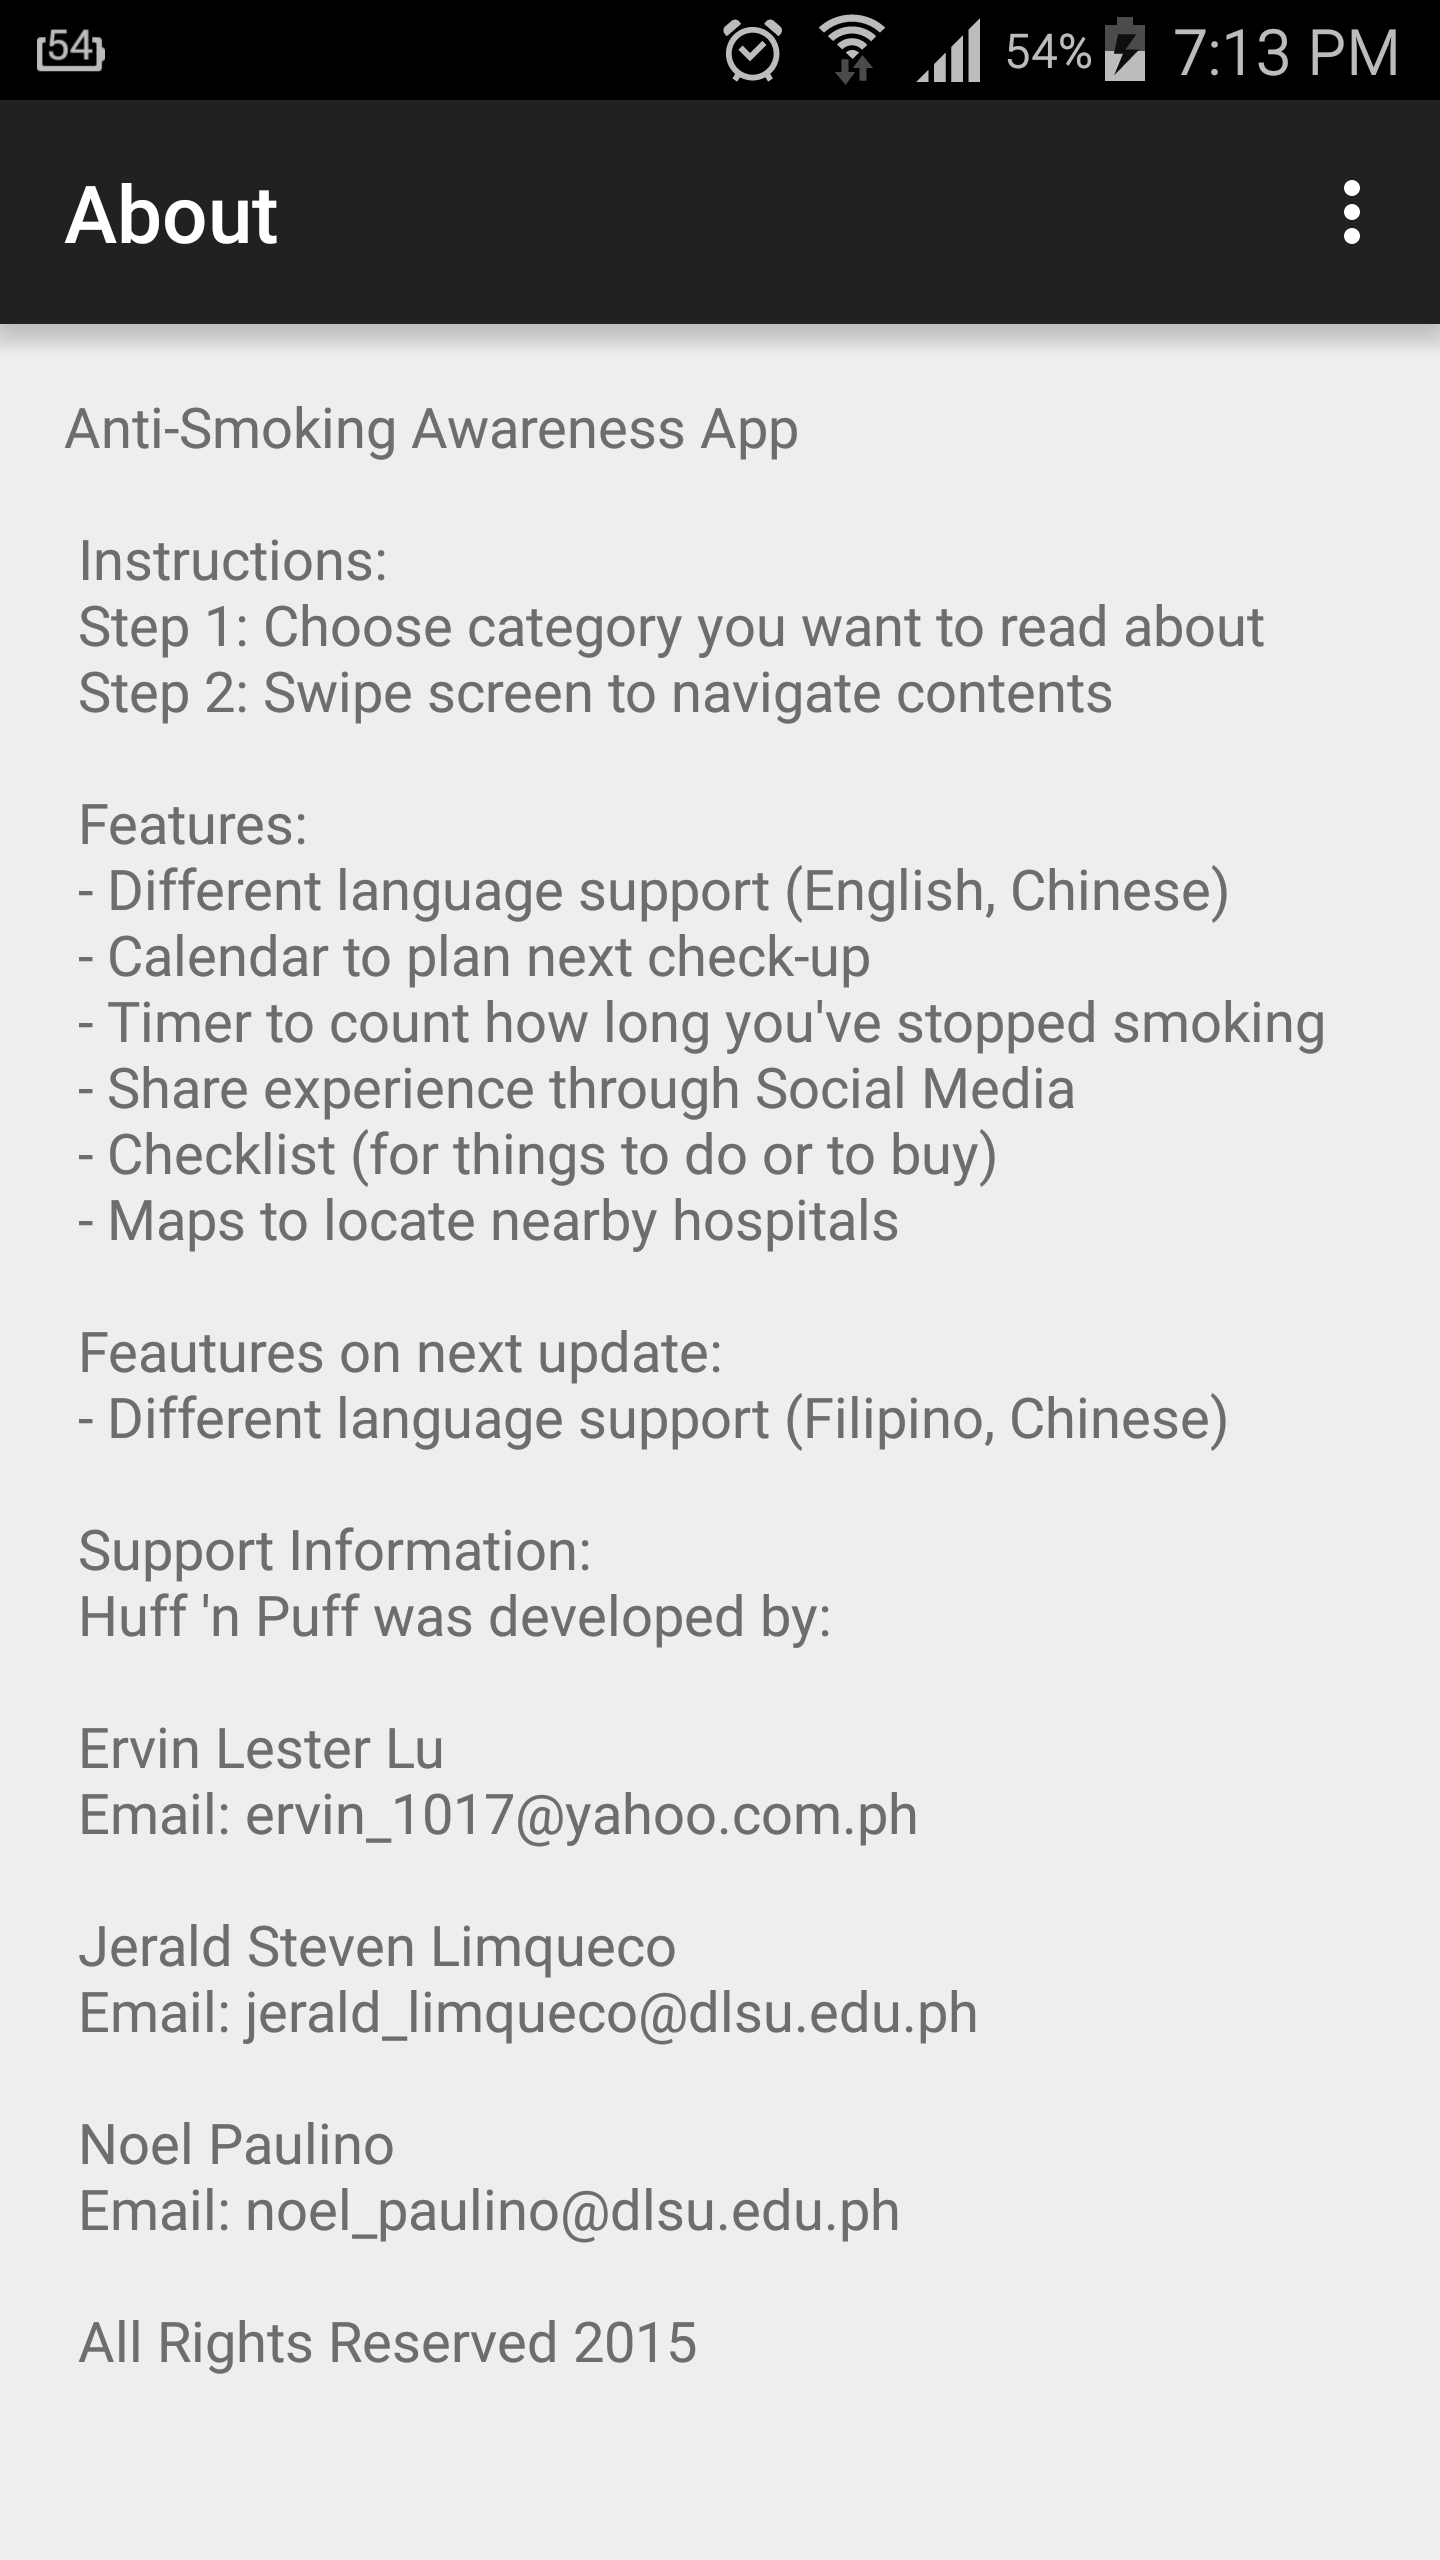 54
54%
7:13 PM
About
Anti-Smoking Awareness App
Instructions:
Step 1: Choose category you want to read about
Step 2: Swipe screen to navigate contents
Features:
- Different language support (English, Chinese)
- Calendar to plan next check-up
- Timer to count how long you've stopped smoking
- Share experience through Social Media
- Checklist (for things to do or to buy)
- Maps to locate nearby hospitals
Feautures on next update:
- Different language support (Filipino, Chinese)
Support Information:
Huff 'n Puff was developed by:
Ervin Lester Lu
Email: ervin_1017@yahoo.com.ph
Jerald Steven Limqueco
Email: jerald_limqueco@dlsu.edu.ph
Noel Paulino
Email: noel_paulino@dlsu.edu.ph
All Rights Reserved 2015